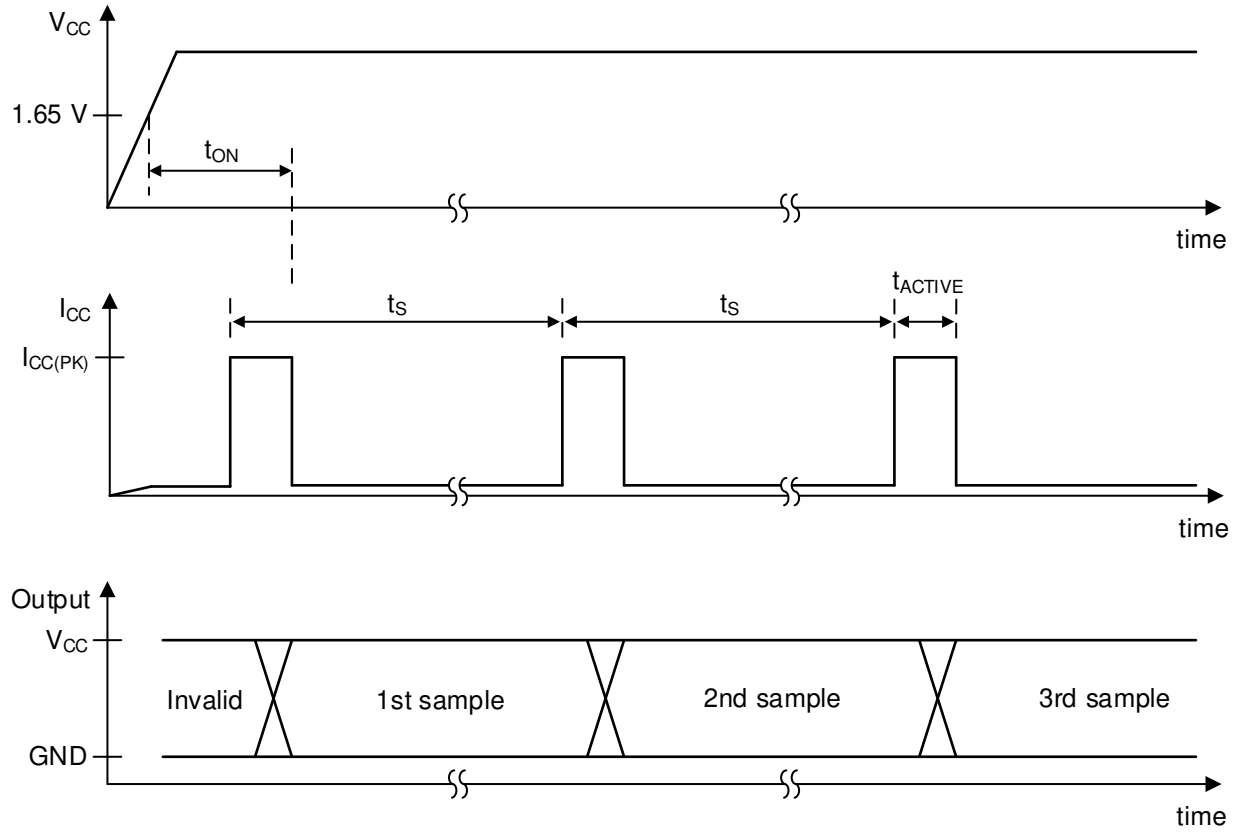 VCC
1.65 V
tON
time
ICC
tS
tS
tACTIVE
ICC(PK)
time
Output
VCC
Invalid
1st sample
2nd sample
3rd sample
GND
time